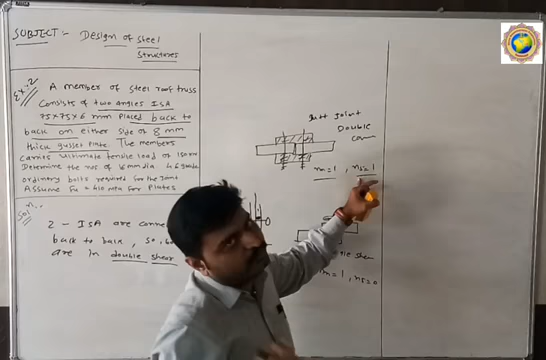 SUBJECT :- Design of Steel
Structures
Ex.2
A member of steel roof truss
Consists of two angles ISA
75×75×6 mm placed back to
back on either side of 8 mm
thick gusset plate. The members
carries ultimate tensile load of 150
Determine the nos of 16 mm dia 4.6 grade
ordinary bolts required for the joint
Assume Fu = 410 MPa for Plates
Solⁿ.
2 - ISA are conne
back to back, so,
are in double shear
Butt Joint
Double
Cov
nn=1 , ns=1
shea
nn=1, ns=0